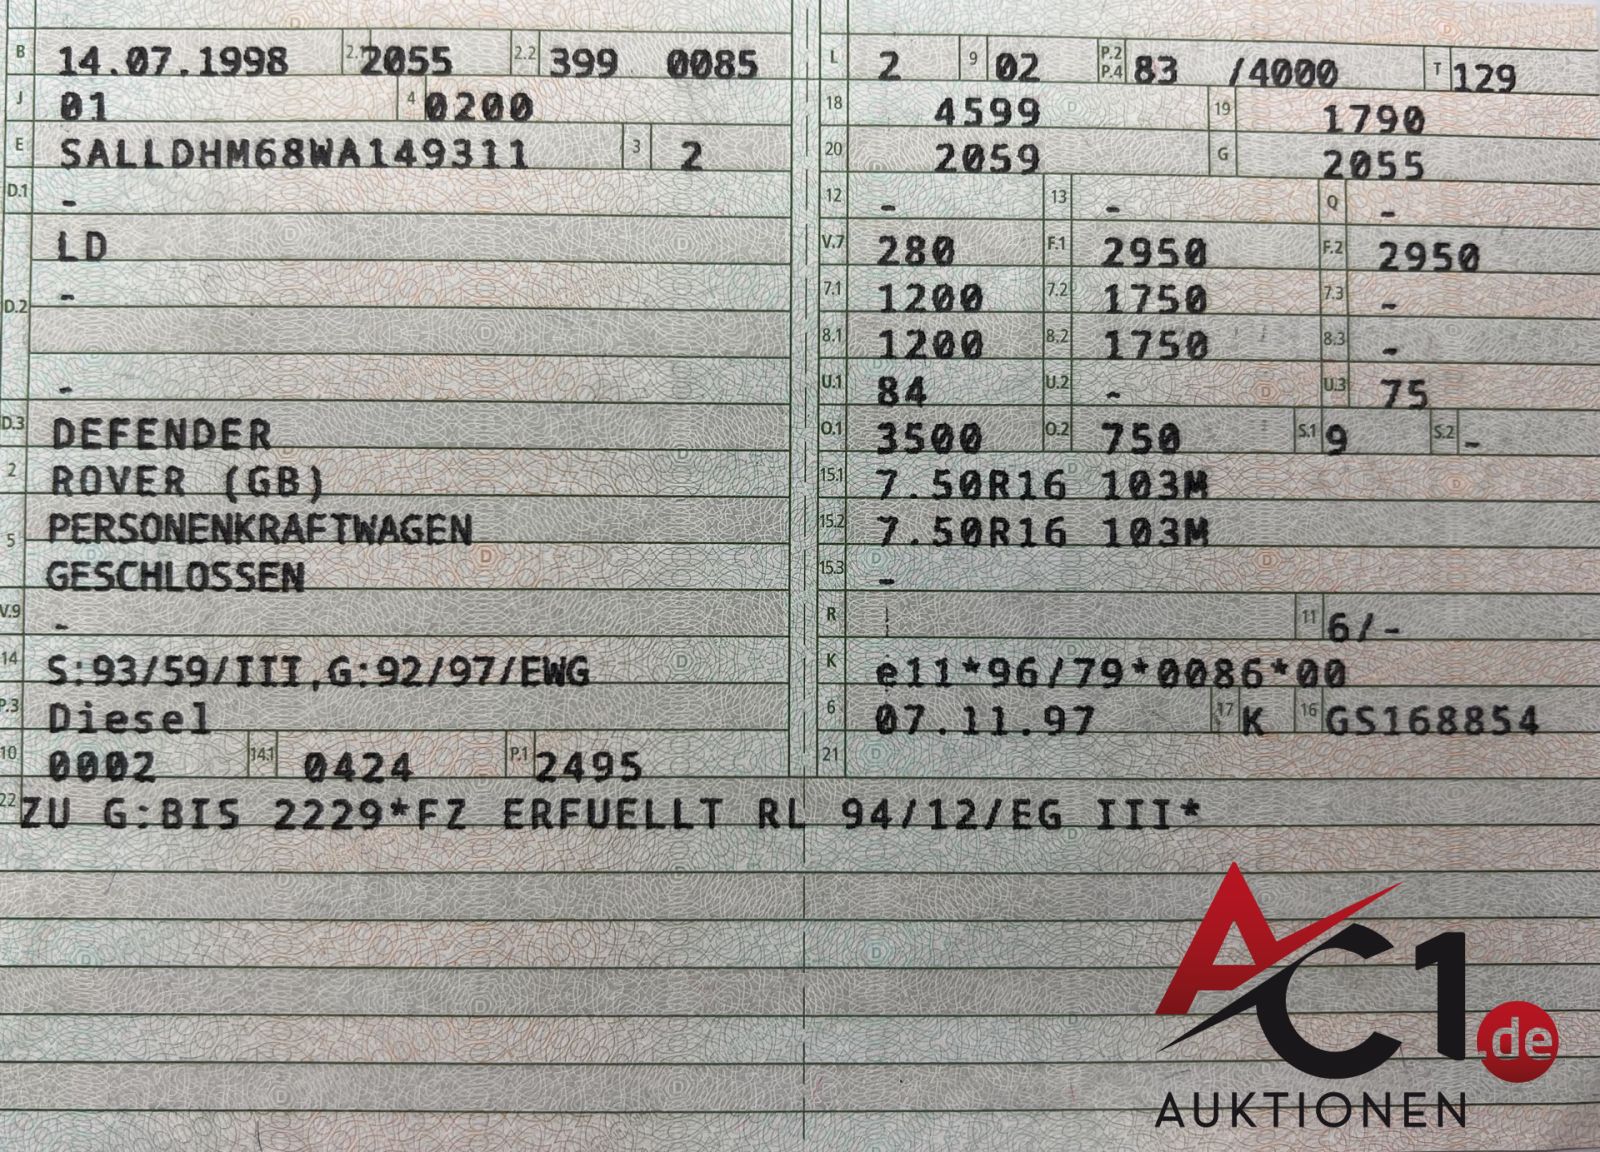 B 14.07.1998 2.1 2055 2.2 399 0085 L 2 9 02 P.2 P.4 83 /4000 T 129
J 01 4 0200 18 4599 19 1790
E SALLDHM68WA149311 3 2 20 2059 G 2055
D.1 - 12 - 13 - Q -
LD V.7 280 F.1 2950 F.2 2950
D.2 - 7.1 1200 7.2 1750 7.3 -
8.1 1200 8.2 1750 8.3 -
- U.1 84 U.2 - U.3 75
D.3 DEFENDER O.1 3500 O.2 750 S.1 9 S.2 -
2 ROVER (GB) 15.1 7.50R16 103M
5 PERSONENKRAFTWAGEN 15.2 7.50R16 103M
GESCHLOSSEN 15.3 -
V.9 - R 11 6/-
14 S:93/59/III,G:92/97/EWG K e11*96/79*0086*00
P.3 Diesel 6 07.11.97 17 K 16 GS168854
10 0002 14.1 0424 P.1 2495 21
22 ZU G:BIS 2229*FZ ERFUELLT RL 94/12/EG III*
AC1.de
AUKTIONEN